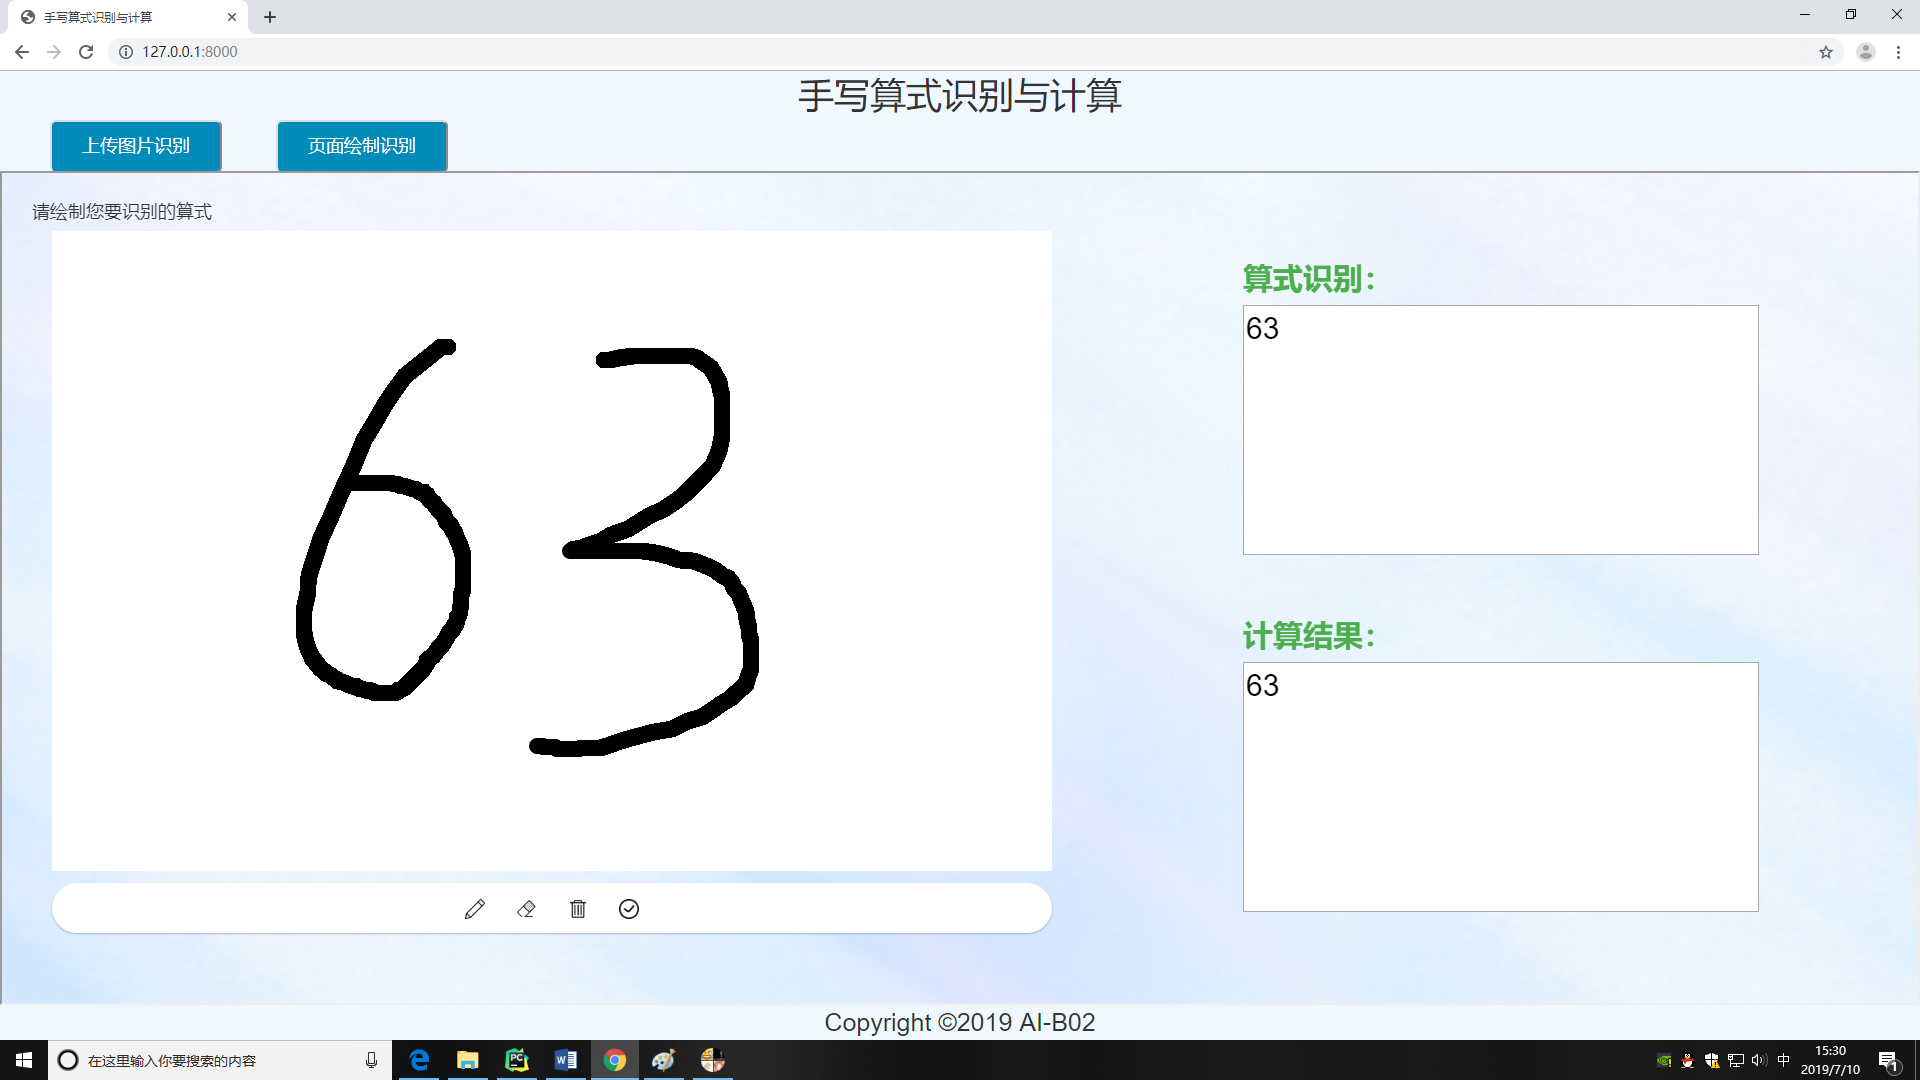 手写算式识别与计算
127.0.0.1:8000
手写算式识别与计算
上传图片识别 页面绘制识别
请绘制您要识别的算式
63
算式识别：
63
计算结果：
63
Copyright ©2019 AI-B02
在这里输入你要搜索的内容
中
15:30
2019/7/10
1